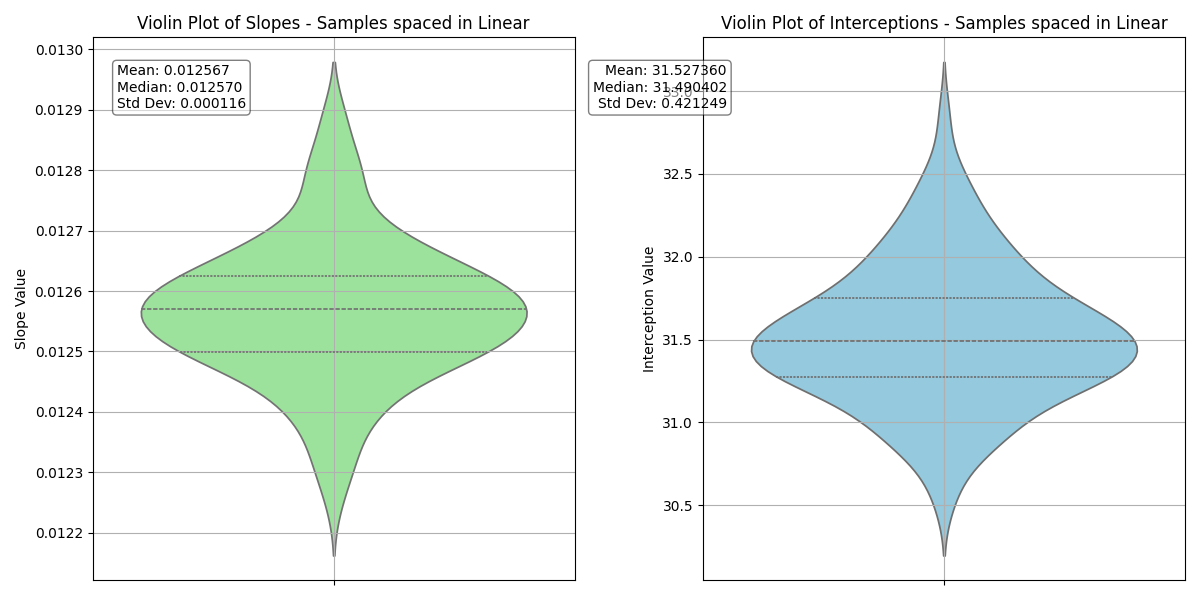 Violin Plot of Slopes - Samples spaced in Linear
0.0130
0.0129
0.0128
0.0127
0.0126
0.0125
0.0124
0.0123
0.0122
Slope Value
Mean: 0.012567
Median: 0.012570
Std Dev: 0.000116
Violin Plot of Interceptions - Samples spaced in Linear
Mean: 31.527360
Median: 31.490402
Std Dev: 0.421249
33.0
32.5
32.0
31.5
31.0
30.5
Interception Value